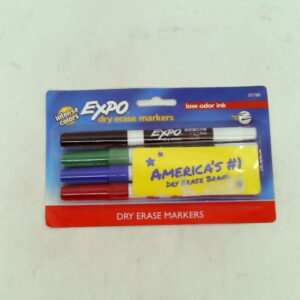 intense
colors
EXPO
dry erase markers
low odor ink
EXPO
AMERICA'S #1
DRY ERASE BRAND
DRY ERASE MARKERS